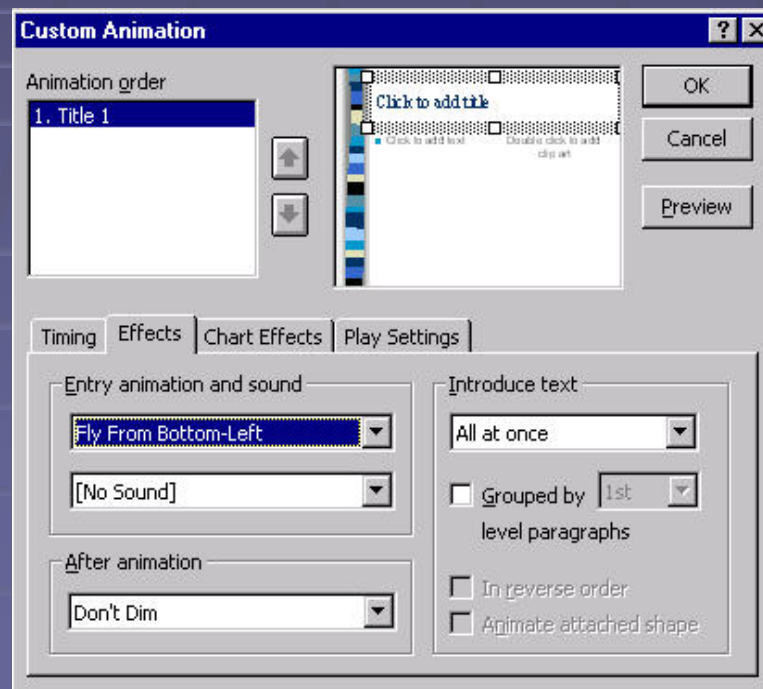 Custom Animation
Animation order
1. Title 1
Click to add title
Click to add text
Double click to add
clip art
OK
Cancel
Preview
Timing
Effects
Chart Effects
Play Settings
Entry animation and sound
Fly From Bottom-Left
[No Sound]
After animation
Don't Dim
Introduce text
All at once
Grouped by 1st
level paragraphs
In reverse order
Animate attached shape